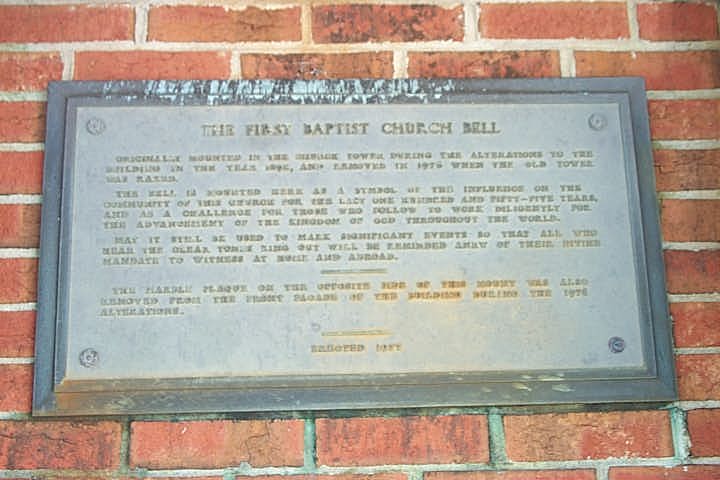 THE FIRST BAPTIST CHURCH BELL
ORIGINALLY MOUNTED IN THE CHURCH TOWER DURING THE ALTERATIONS TO THE
BUILDING IN THE YEAR AND REMOVED IN 1976 WHEN THE OLD TOWER
WAS RAZED.
THE BELL IS MOUNTED HERE AS A SYMBOL OF THE INFLUENCE ON THE
COMMUNITY OF THIS CHURCH FOR THE LAST ONE HUNDRED AND FIFTY-FIVE YEARS,
AND AS A CHALLENGE FOR THOSE WHO FOLLOW TO WORK DILIGENTLY FOR
THE ADVANCEMENT OF THE KINGDOM OF GOD THROUGHOUT THE WORLD.
MAY IT STILL BE USED TO MARK SIGNIFICANT EVENTS SO THAT ALL WHO
HEAR THE CLEAR TONES RING OUT WILL BE REMINDED ANEW OF THEIR DIVINE
MANDATE TO WITNESS AT HOME AND ABROAD.
THE MARBLE PLAQUE ON THE OPPOSITE SIDE OF THIS MOUNT WAS ALSO
REMOVED FROM THE FRONT FACADE OF THE BUILDING DURING THE 1976
ALTERATIONS.
ERECTED